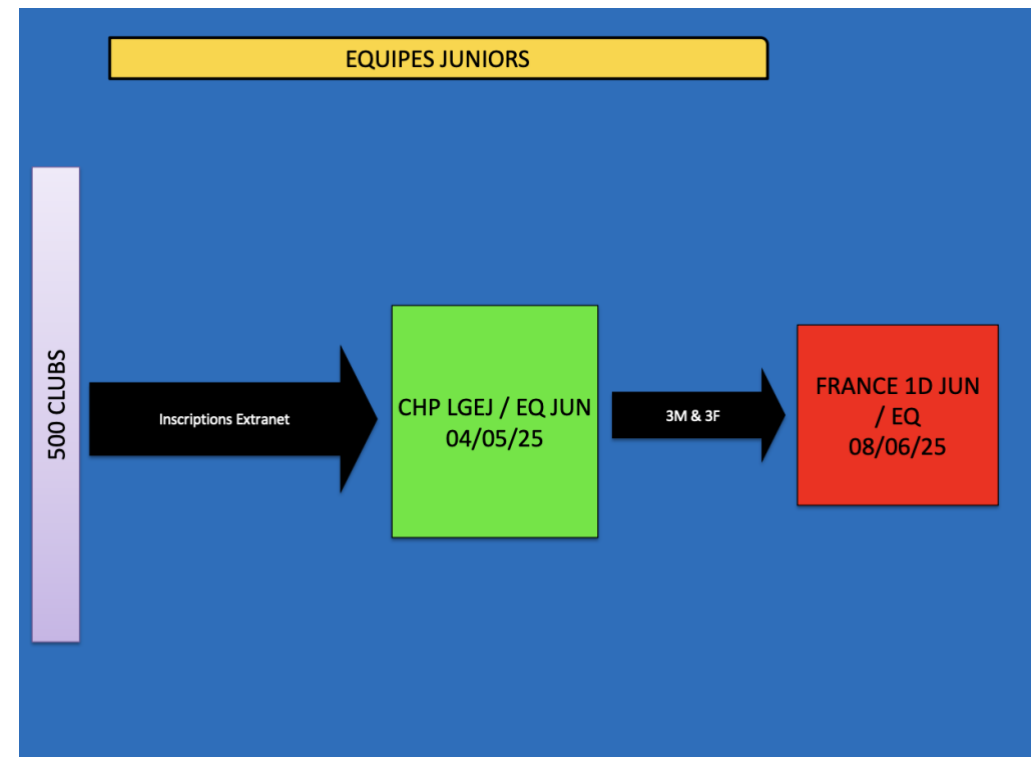 EQUIPES JUNIORS
500 CLUBS
Inscriptions Extranet
CHP LGEJ / EQ JUN
04/05/25
3M & 3F
FRANCE 1D JUN
/ EQ
08/06/25